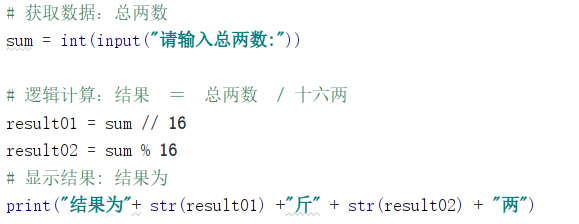 # 获取数据：总两数
sum = int(input("请输入总两数:"))
# 逻辑计算：结果  ＝  总两数  / 十六两
result01 = sum // 16
result02 = sum % 16
# 显示结果: 结果为
print("结果为"+ str(result01) +"斤" + str(result02) + "两")